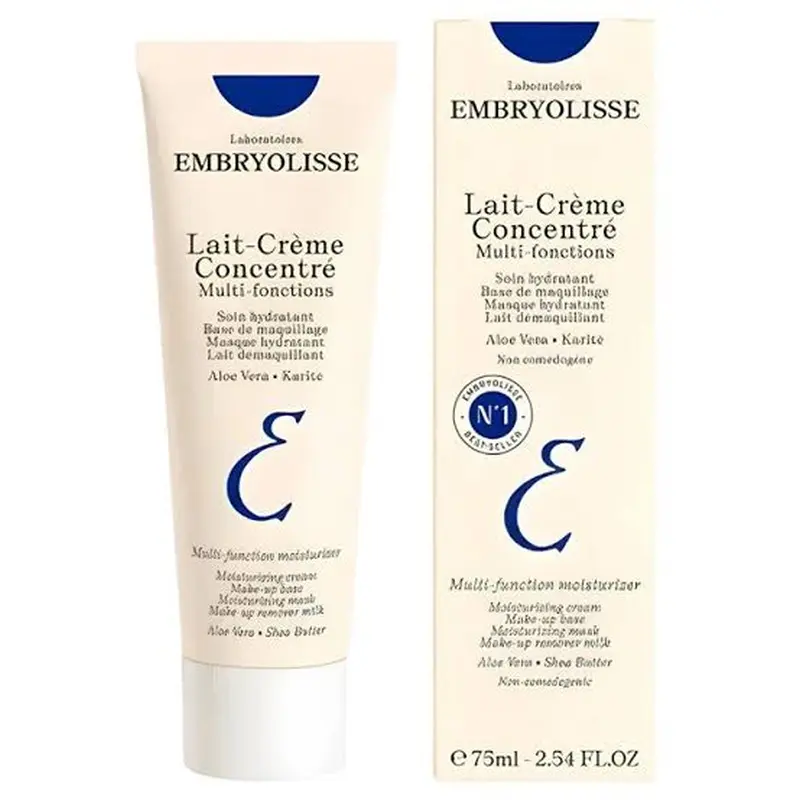 Laboratoires
EMBRYOLISSE
Lait-Crème
Concentré
Multi-fonctions
Soin hydratant
Base de maquillage
Masque hydratant
Lait démaquillant
Aloe Vera • Karité
Multi-function moisturizer
Moisturizing cream
Make-up base
Moisturizing mask
Make-up remover milk
Aloe Vera • Shea Butter
Laboratoires
EMBRYOLISSE
Lait-Crème
Concentré
Multi-fonctions
Soin hydratant
Base de maquillage
Masque hydratant
Lait démaquillant
Aloe Vera • Karité
Non comedogène
EMBRYOLISSE
N°1
BEST-SELLER
Multi-function moisturizer
Moisturizing cream
Make-up base
Moisturizing mask
Make-up remover milk
Aloe Vera • Shea Butter
Non-comedogenic
℮ 75ml - 2.54 FL.OZ